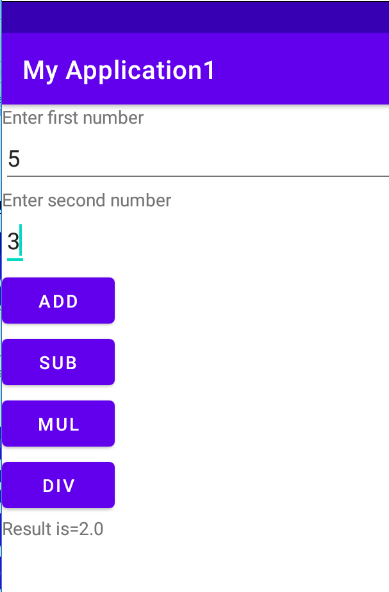 My Application1
Enter first number
5
Enter second number
3
ADD
SUB
MUL
DIV
Result is=2.0